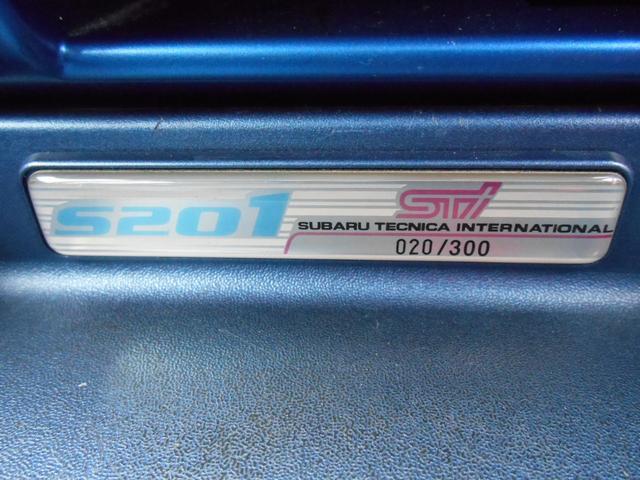 S201
STI
SUBARU TECNICA INTERNATIONAL
020/300